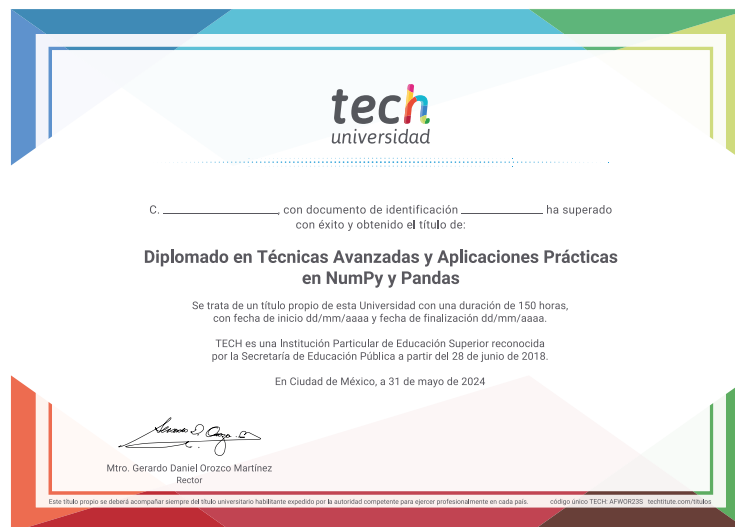 tech
universidad
C. ____________________, con documento de identificación ______________ ha superado
con éxito y obtenido el título de:
Diplomado en Técnicas Avanzadas y Aplicaciones Prácticas
en NumPy y Pandas
Se trata de un título propio de esta Universidad con una duración de 150 horas,
con fecha de inicio dd/mm/aaaa y fecha de finalización dd/mm/aaaa.
TECH es una Institución Particular de Educación Superior reconocida
por la Secretaría de Educación Pública a partir del 28 de junio de 2018.
En Ciudad de México, a 31 de mayo de 2024
Mtro. Gerardo Daniel Orozco Martínez
Rector
Este título propio se deberá acompañar siempre del título universitario habilitante expedido por la autoridad competente para ejercer profesionalmente en cada país. código único TECH: AFWOR23S techtitute.com/titulos